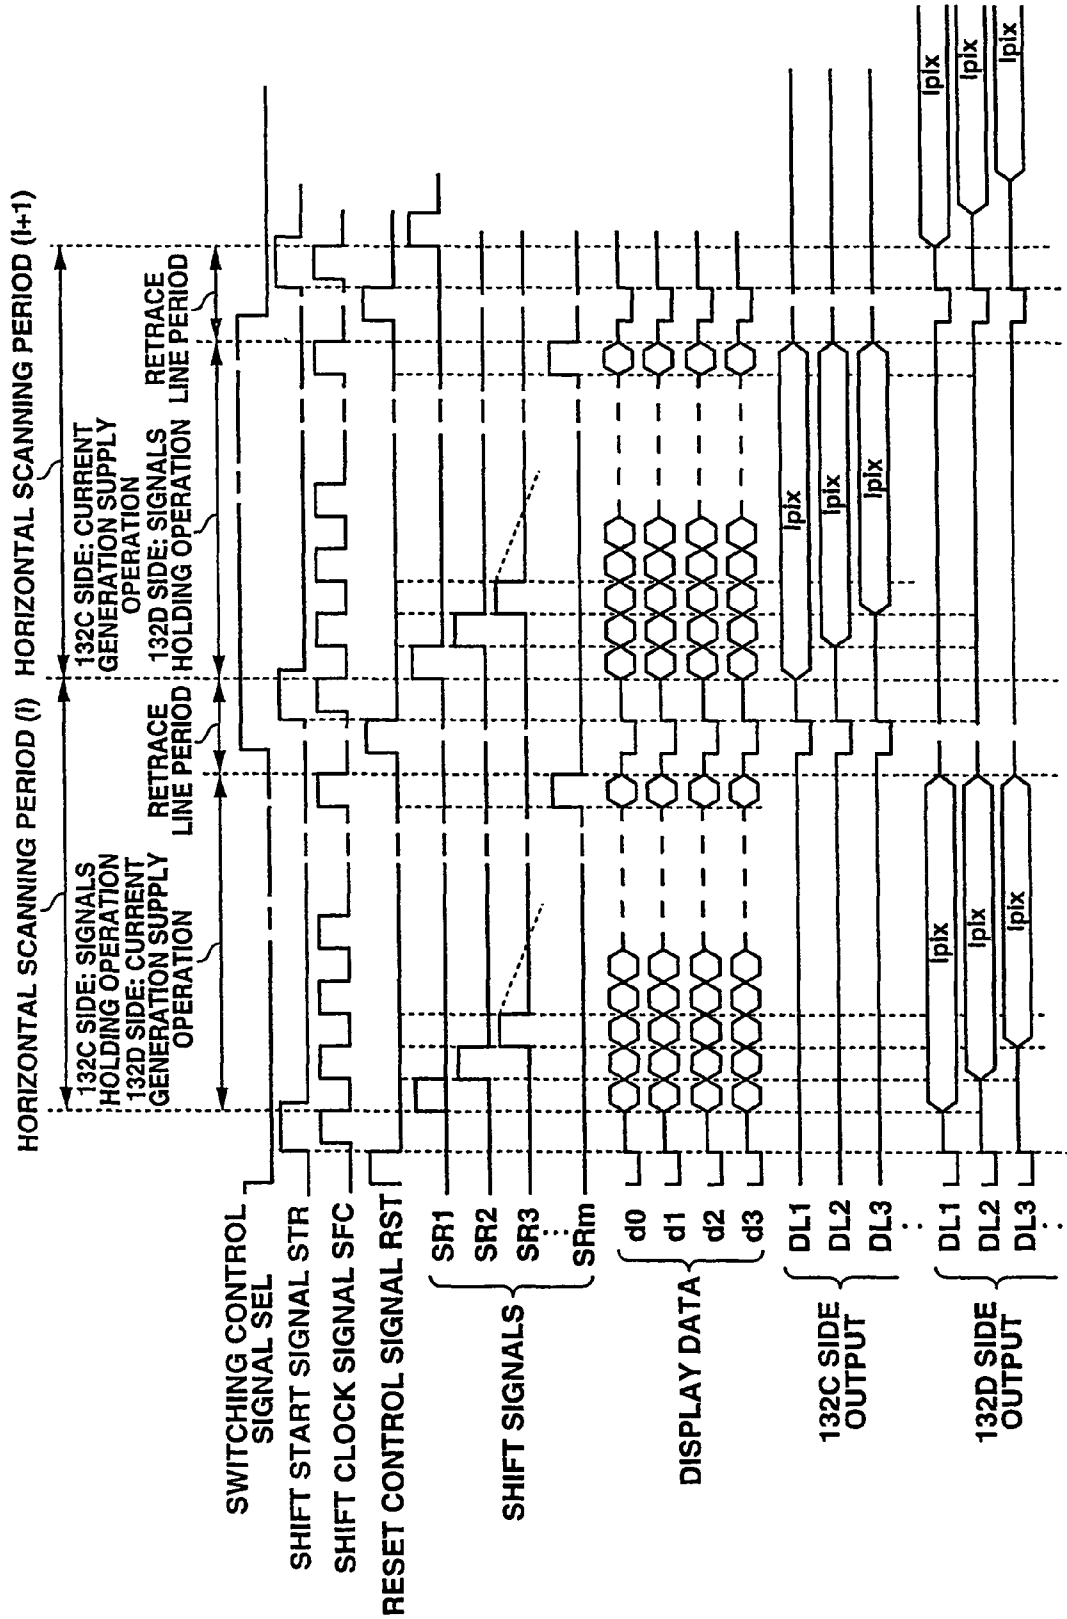 HORIZONTAL SCANNING PERIOD (i)
HORIZONTAL SCANNING PERIOD (i+1)
132C SIDE: SIGNALS
HOLDING OPERATION
132D SIDE: CURRENT
GENERATION SUPPLY
OPERATION
RETRACE
LINE PERIOD
132C SIDE: CURRENT
GENERATION SUPPLY
OPERATION
132D SIDE: SIGNALS
HOLDING OPERATION
RETRACE
LINE PERIOD
SWITCHING CONTROL
SIGNAL SEL
SHIFT START SIGNAL STR
SHIFT CLOCK SIGNAL SFC
RESET CONTROL SIGNAL RST
SHIFT SIGNALS
SR1
SR2
SR3
SRm
DISPLAY DATA
d0
d1
d2
d3
132C SIDE
OUTPUT
DL1
Ipix
DL2
Ipix
DL3
Ipix
132D SIDE
OUTPUT
DL1
Ipix
Ipix
DL2
Ipix
Ipix
DL3
Ipix
Ipix